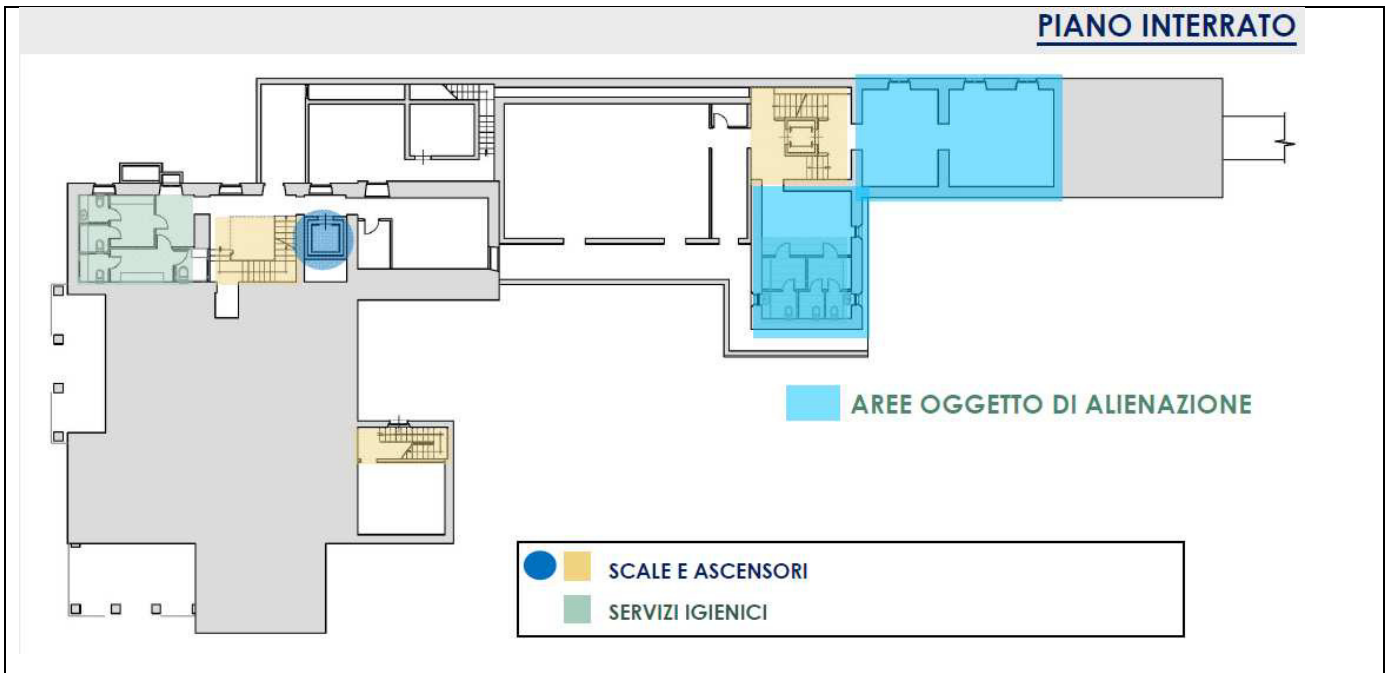 PIANO INTERRATO
AREE OGGETTO DI ALIENAZIONE
SCALE E ASCENSORI
SERVIZI IGIENICI